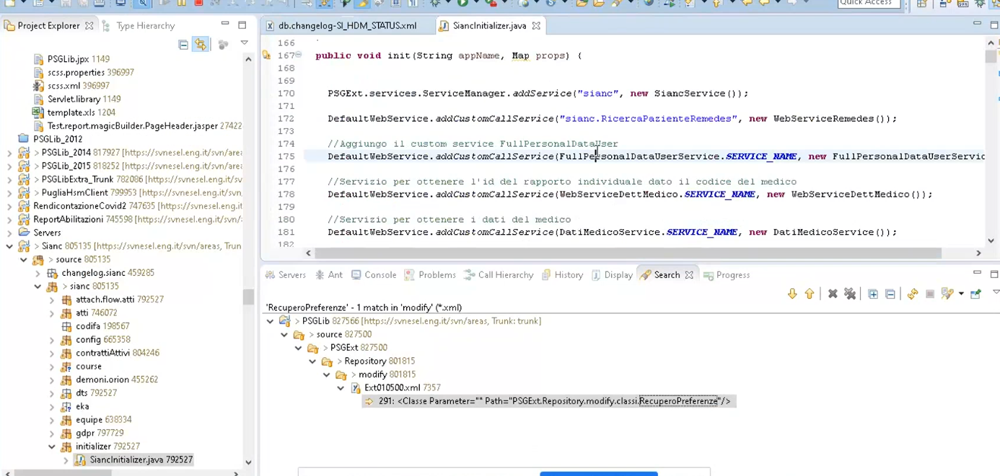 Quick Access
Project Explorer
Type Hierarchy
PSGLib.jpx 1149
scss.properties 396997
scss.xml 396997
Servlet.library 1149
template.xls 1204
Test.report.magicBuilder.PageHeader.jasper 27422
PSGLib_2012
> PSGLib_2014 817927 [https://svnesel.eng.it/svn/area
> PSGLib_2015 818252 [https://svnesel.eng.it/svn/area
> PSGLibExtra_Trunk 782086 [https://svnesel.eng.it/sv
> PugliaHsmClient 799953 [https://svnesel.eng.it/svn/
RendicontazioneCovid2 747635 [https://svnesel.eng.i
ReportAbilitazioni 745598 [https://svnesel.eng.it/svn/
Servers
> Sianc 805135 [https://svnesel.eng.it/svn/areas, Trun
> source 805135
changelog.sianc 459285
> sianc 805135
attach.flow.atti 792527
atti 746072
codifa 198567
config 665358
contrattiAttivi 804246
course
demoni.orion 455262
dts 792527
eka
equipe 638334
gdpr 797729
initializer 792527
SiancInitializer.java 792527
db.changelog-SI_HDM_STATUS.xml
SiancInitializer.java
166
167 public void init(String appName, Map props) {
168
169
170 PSGExt.services.ServiceManager.addService("sianc", new SiancService());
171
172 DefaultWebService.addCustomCallService("sianc.RicercaPazienteRemedes", new WebServiceRemedes());
173
174 //Aggiungo il custom service FullPersonalDataUser
175 DefaultWebService.addCustomCallService(FullPersonalDataUserService.SERVICE_NAME, new FullPersonalDataUserServic
176
177 //Servizio per ottenere l'id del rapporto individuale dato il codice del medico
178 DefaultWebService.addCustomCallService(WebServiceDettMedico.SERVICE_NAME, new WebServiceDettMedico());
179
180 //Servizio per ottenere i dati del medico
181 DefaultWebService.addCustomCallService(DatiMedicoService.SERVICE_NAME, new DatiMedicoService());
182
Servers
Ant
Console
Problems
Call Hierarchy
History
Display
Search
Progress
'RecuperoPreferenze' - 1 match in 'modify' (*.xml)
> PSGLib 827566 [https://svnesel.eng.it/svn/areas, Trunk: trunk]
> source 827500
> PSGExt 827500
> Repository 801815
> modify 801815
Ext010500.xml 7357
291: <Classe Parameter="" Path="PSGExt.Repository.modify.classi.RecuperoPreferenze"/>